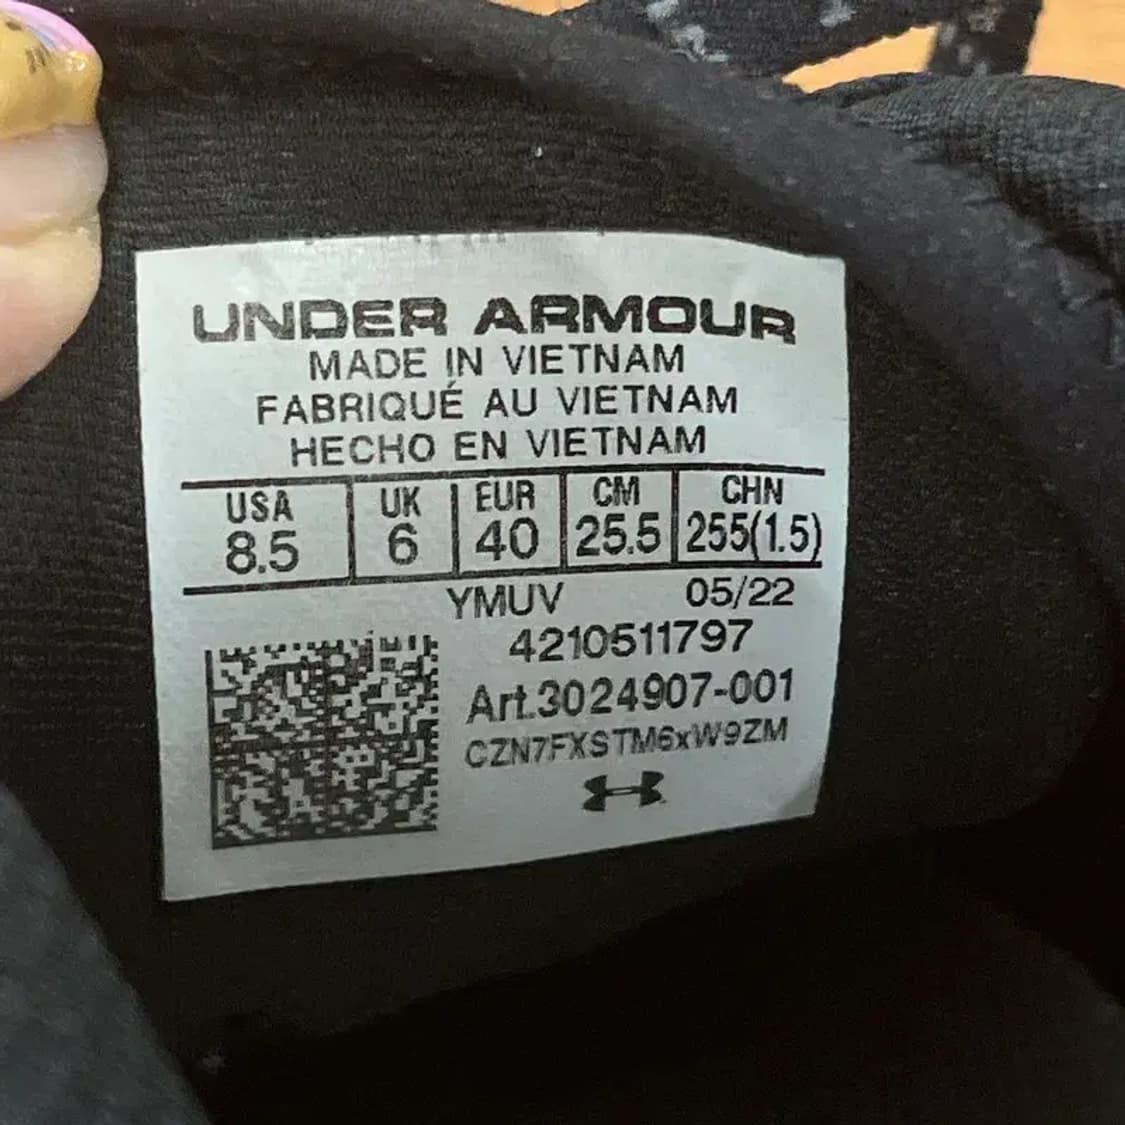 UNDER ARMOUR
MADE IN VIETNAM
FABRIQUÉ AU VIETNAM
HECHO EN VIETNAM
USA UK EUR CM CHN
8.5 6 40 25.5 255(1.5)
YMUV 05/22
4210511797
Art.3024907-001
CZN7FXSTM6xW9ZM